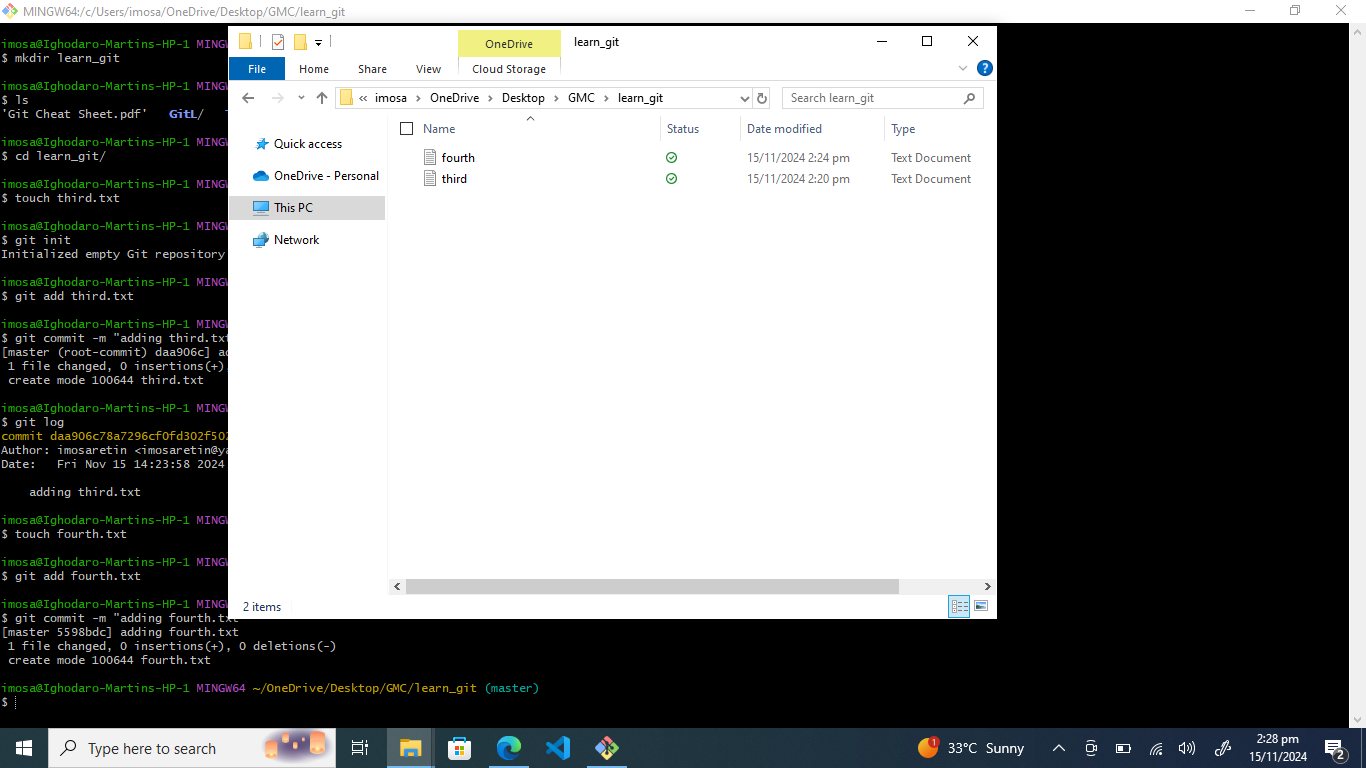 MINGW64:/c/Users/imosa/OneDrive/Desktop/GMC/learn_git
imosa@Ighodaro-Martins-HP-1 MINGW
$ mkdir learn_git
imosa@Ighodaro-Martins-HP-1 MINGW
$ ls
'Git Cheat Sheet.pdf' GitL/
imosa@Ighodaro-Martins-HP-1 MINGW
$ cd learn_git/
imosa@Ighodaro-Martins-HP-1 MINGW
$ touch third.txt
imosa@Ighodaro-Martins-HP-1 MINGW
$ git init
Initialized empty Git repository
imosa@Ighodaro-Martins-HP-1 MINGW
$ git add third.txt
imosa@Ighodaro-Martins-HP-1 MINGW
$ git commit -m "adding third.txt
[master (root-commit) daa906c] ad
1 file changed, 0 insertions(+),
create mode 100644 third.txt
imosa@Ighodaro-Martins-HP-1 MINGW
$ git log
commit daa906c78a7296cf0fd302f502
Author: imosaretin <imosaretin@ya
Date: Fri Nov 15 14:23:58 2024
adding third.txt
imosa@Ighodaro-Martins-HP-1 MINGW
$ touch fourth.txt
imosa@Ighodaro-Martins-HP-1 MINGW
$ git add fourth.txt
imosa@Ighodaro-Martins-HP-1 MINGW
$ git commit -m "adding fourth.txt
[master 5598bdc] adding fourth.txt
1 file changed, 0 insertions(+), 0 deletions(-)
create mode 100644 fourth.txt
imosa@Ighodaro-Martins-HP-1 MINGW64 ~/OneDrive/Desktop/GMC/learn_git (master)
$
OneDrive learn_git
File Home Share View Cloud Storage
« imosa > OneDrive > Desktop > GMC > learn_git Search learn_git
Quick access
OneDrive - Personal
This PC
Network
Name Status Date modified Type
fourth 15/11/2024 2:24 pm Text Document
third 15/11/2024 2:20 pm Text Document
2 items
Type here to search
1 33°C Sunny
2:28 pm
15/11/2024
2